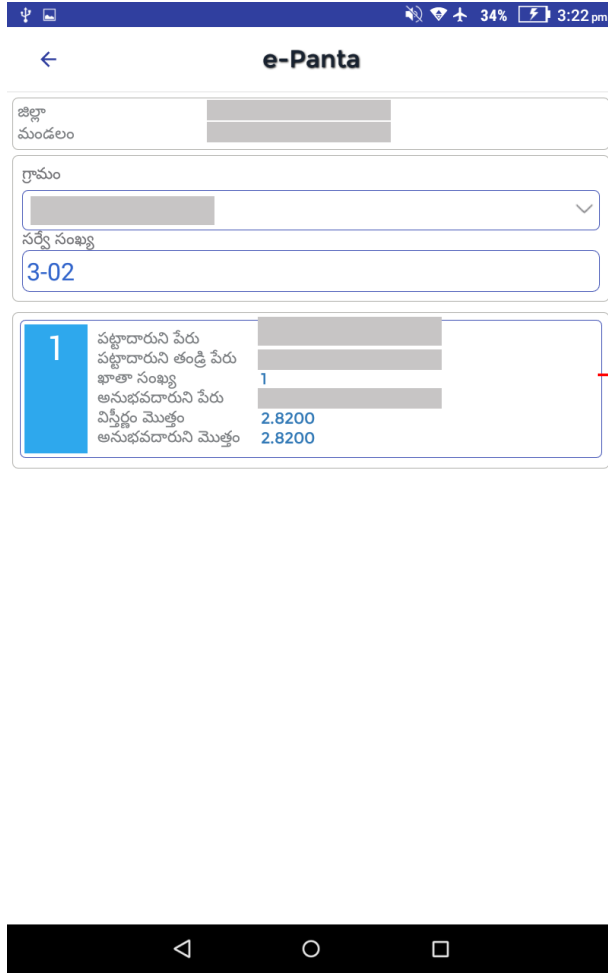 34% 3:22 pm
e-Panta
జిల్లా
మండలం
గ్రామం
సర్వే సంఖ్య
3-02
1
పట్టాదారుని పేరు
పట్టాదారుని తండ్రి పేరు
ఖాతా సంఖ్య 1
అనుభవదారుని పేరు
విస్తీర్ణం మొత్తం 2.8200
అనుభవదారుని మొత్తం 2.8200